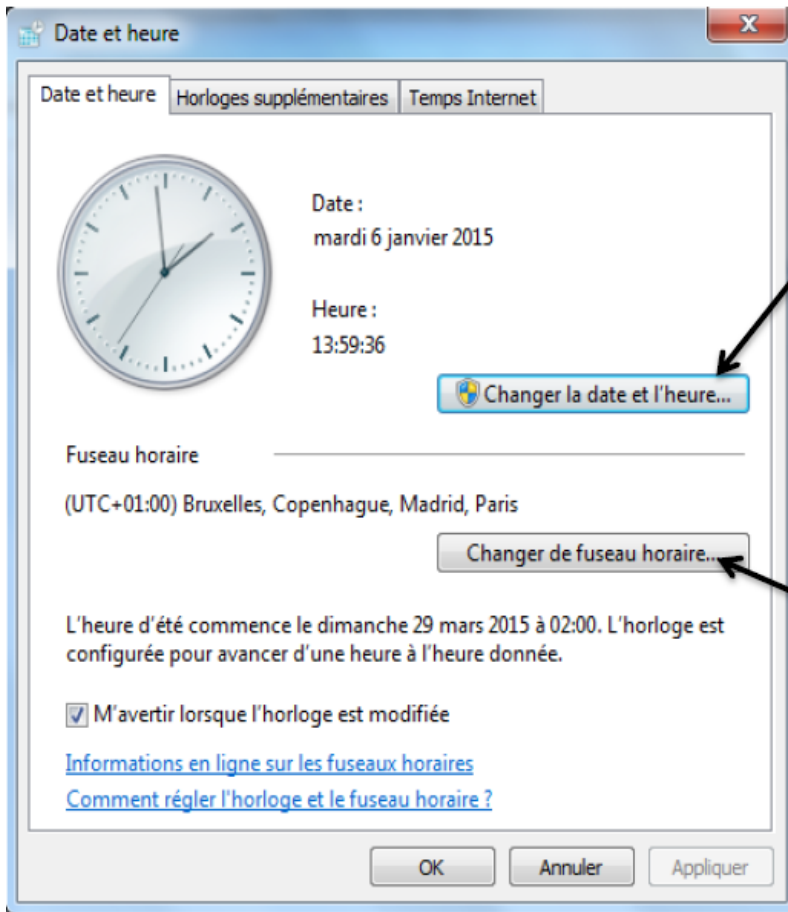 Date et heure
Date et heure Horloges supplémentaires Temps Internet
Date :
mardi 6 janvier 2015
Heure :
13:59:36
Changer la date et l'heure...
Fuseau horaire
(UTC+01:00) Bruxelles, Copenhague, Madrid, Paris
Changer de fuseau horaire...
L'heure d'été commence le dimanche 29 mars 2015 à 02:00. L'horloge est
configurée pour avancer d'une heure à l'heure donnée.
M'avertir lorsque l'horloge est modifiée
Informations en ligne sur les fuseaux horaires
Comment régler l'horloge et le fuseau horaire ?
OK Annuler Appliquer